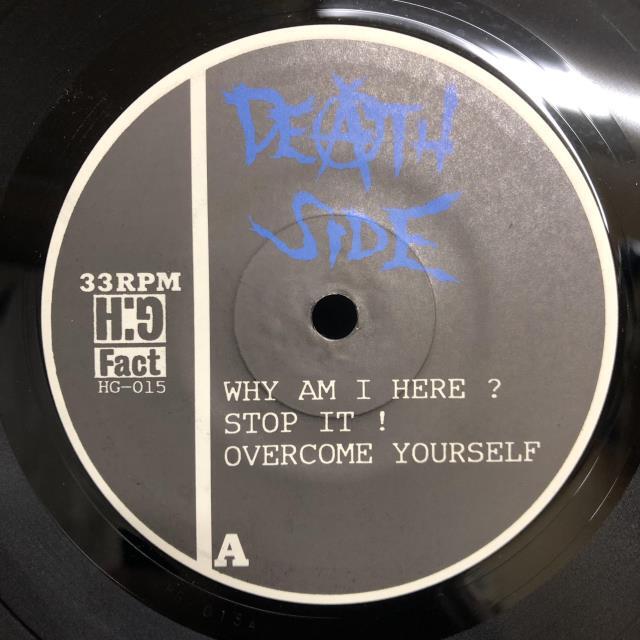 DEATH
SIDE
33RPM
H:G
Fact
HG-015
WHY AM I HERE ?
STOP IT !
OVERCOME YOURSELF
A